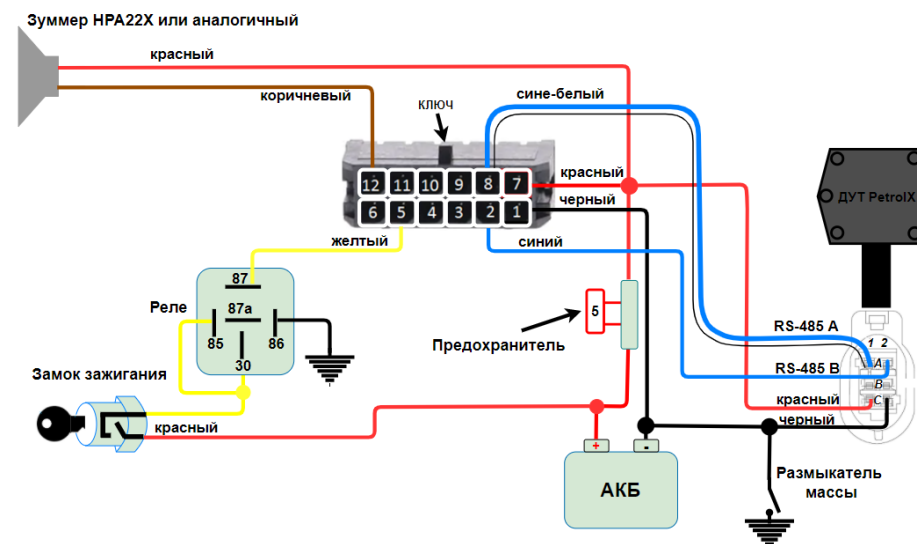 Зуммер HPA22X или аналогичный
красный
коричневый
ключ
сине-белый
12 11 10 9 8 7
6 5 4 3 2 1
красный
черный
желтый
синий
ДУТ PetrolX
87
Реле
87а
85
86
30
5
Предохранитель
RS-485 A
1 2
A
RS-485 B
B
красный
C
черный
Замок зажигания
красный
+
-
АКБ
Размыкатель
массы